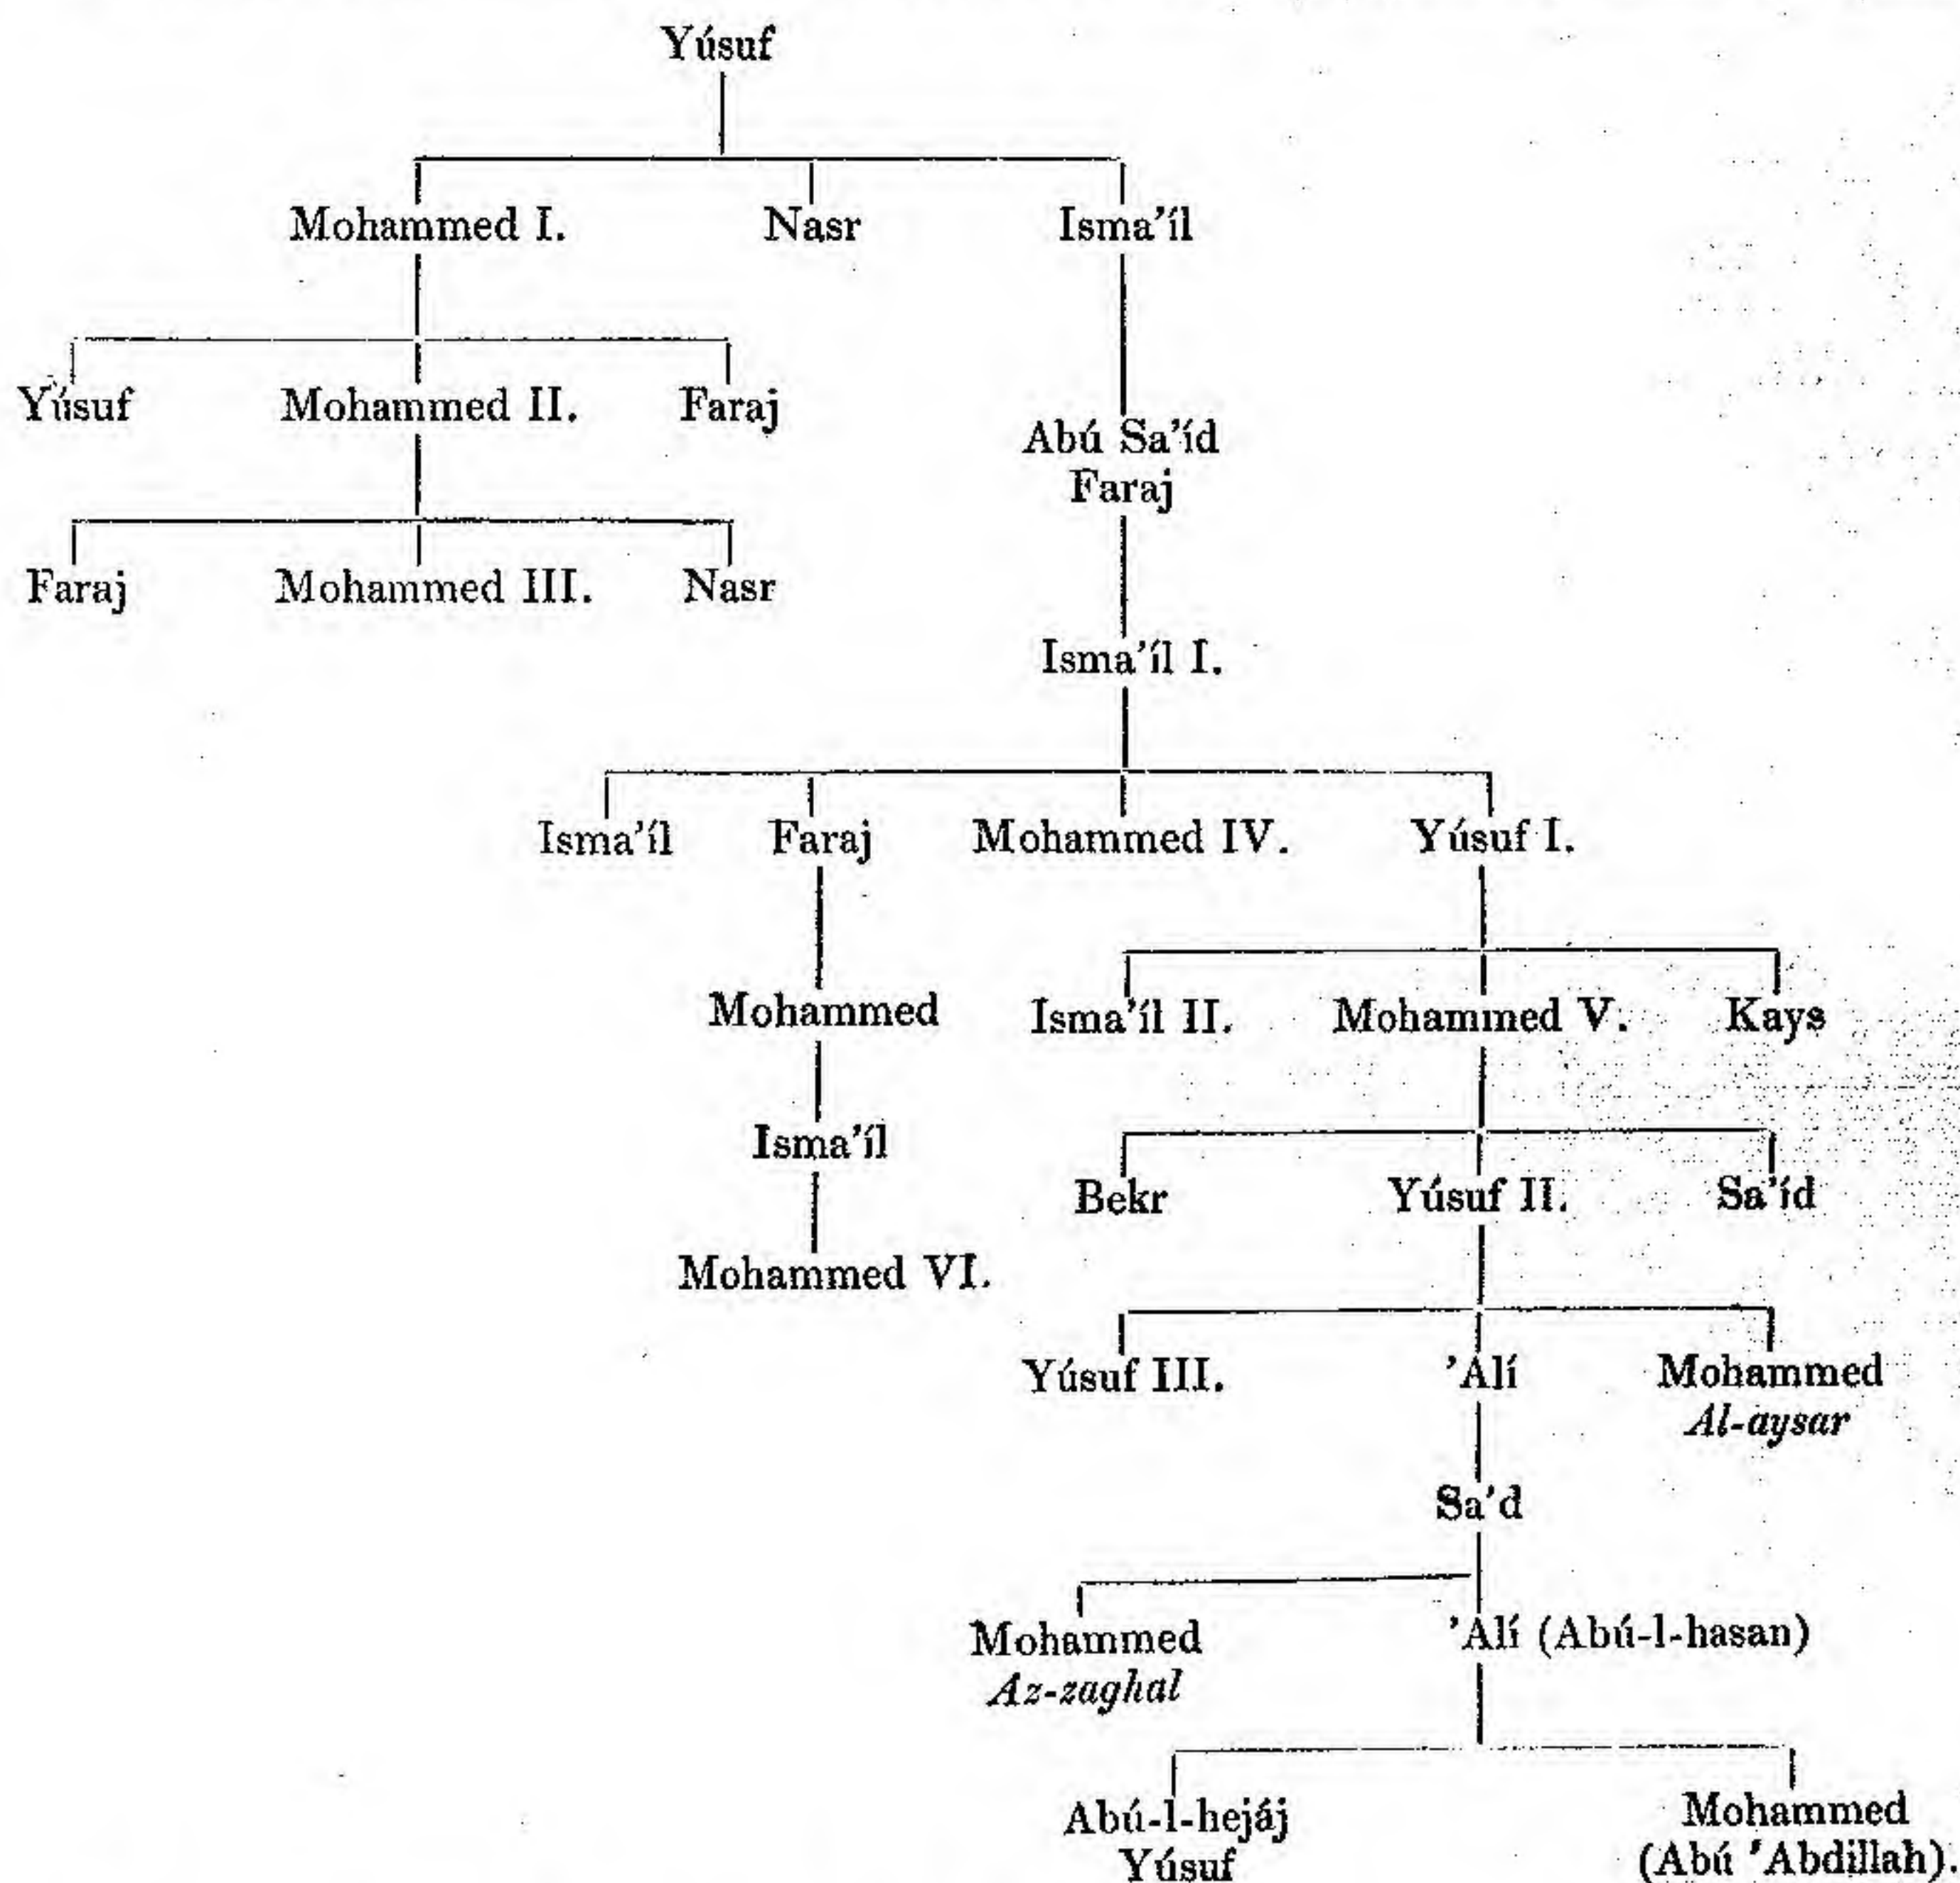 Yúsuf
Mohammed I. Nasr Isma'íl
Yúsuf Mohammed II. Faraj
Abú Sa'íd
Faraj
Faraj Mohammed III. Nasr
Isma'íl I.
Isma'íl Faraj Mohammed IV. Yúsuf I.
Mohammed Isma'íl II. Mohammed V. Kays
Isma'íl
Bekr Yúsuf II. Sa'íd
Mohammed VI.
Yúsuf III. 'Alí Mohammed
Al-aysar
Sa'd
Mohammed 'Alí (Abú-l-hasan)
Az-zaghal
Abú-l-hejáj Mohammed
Yúsuf (Abú 'Abdillah).